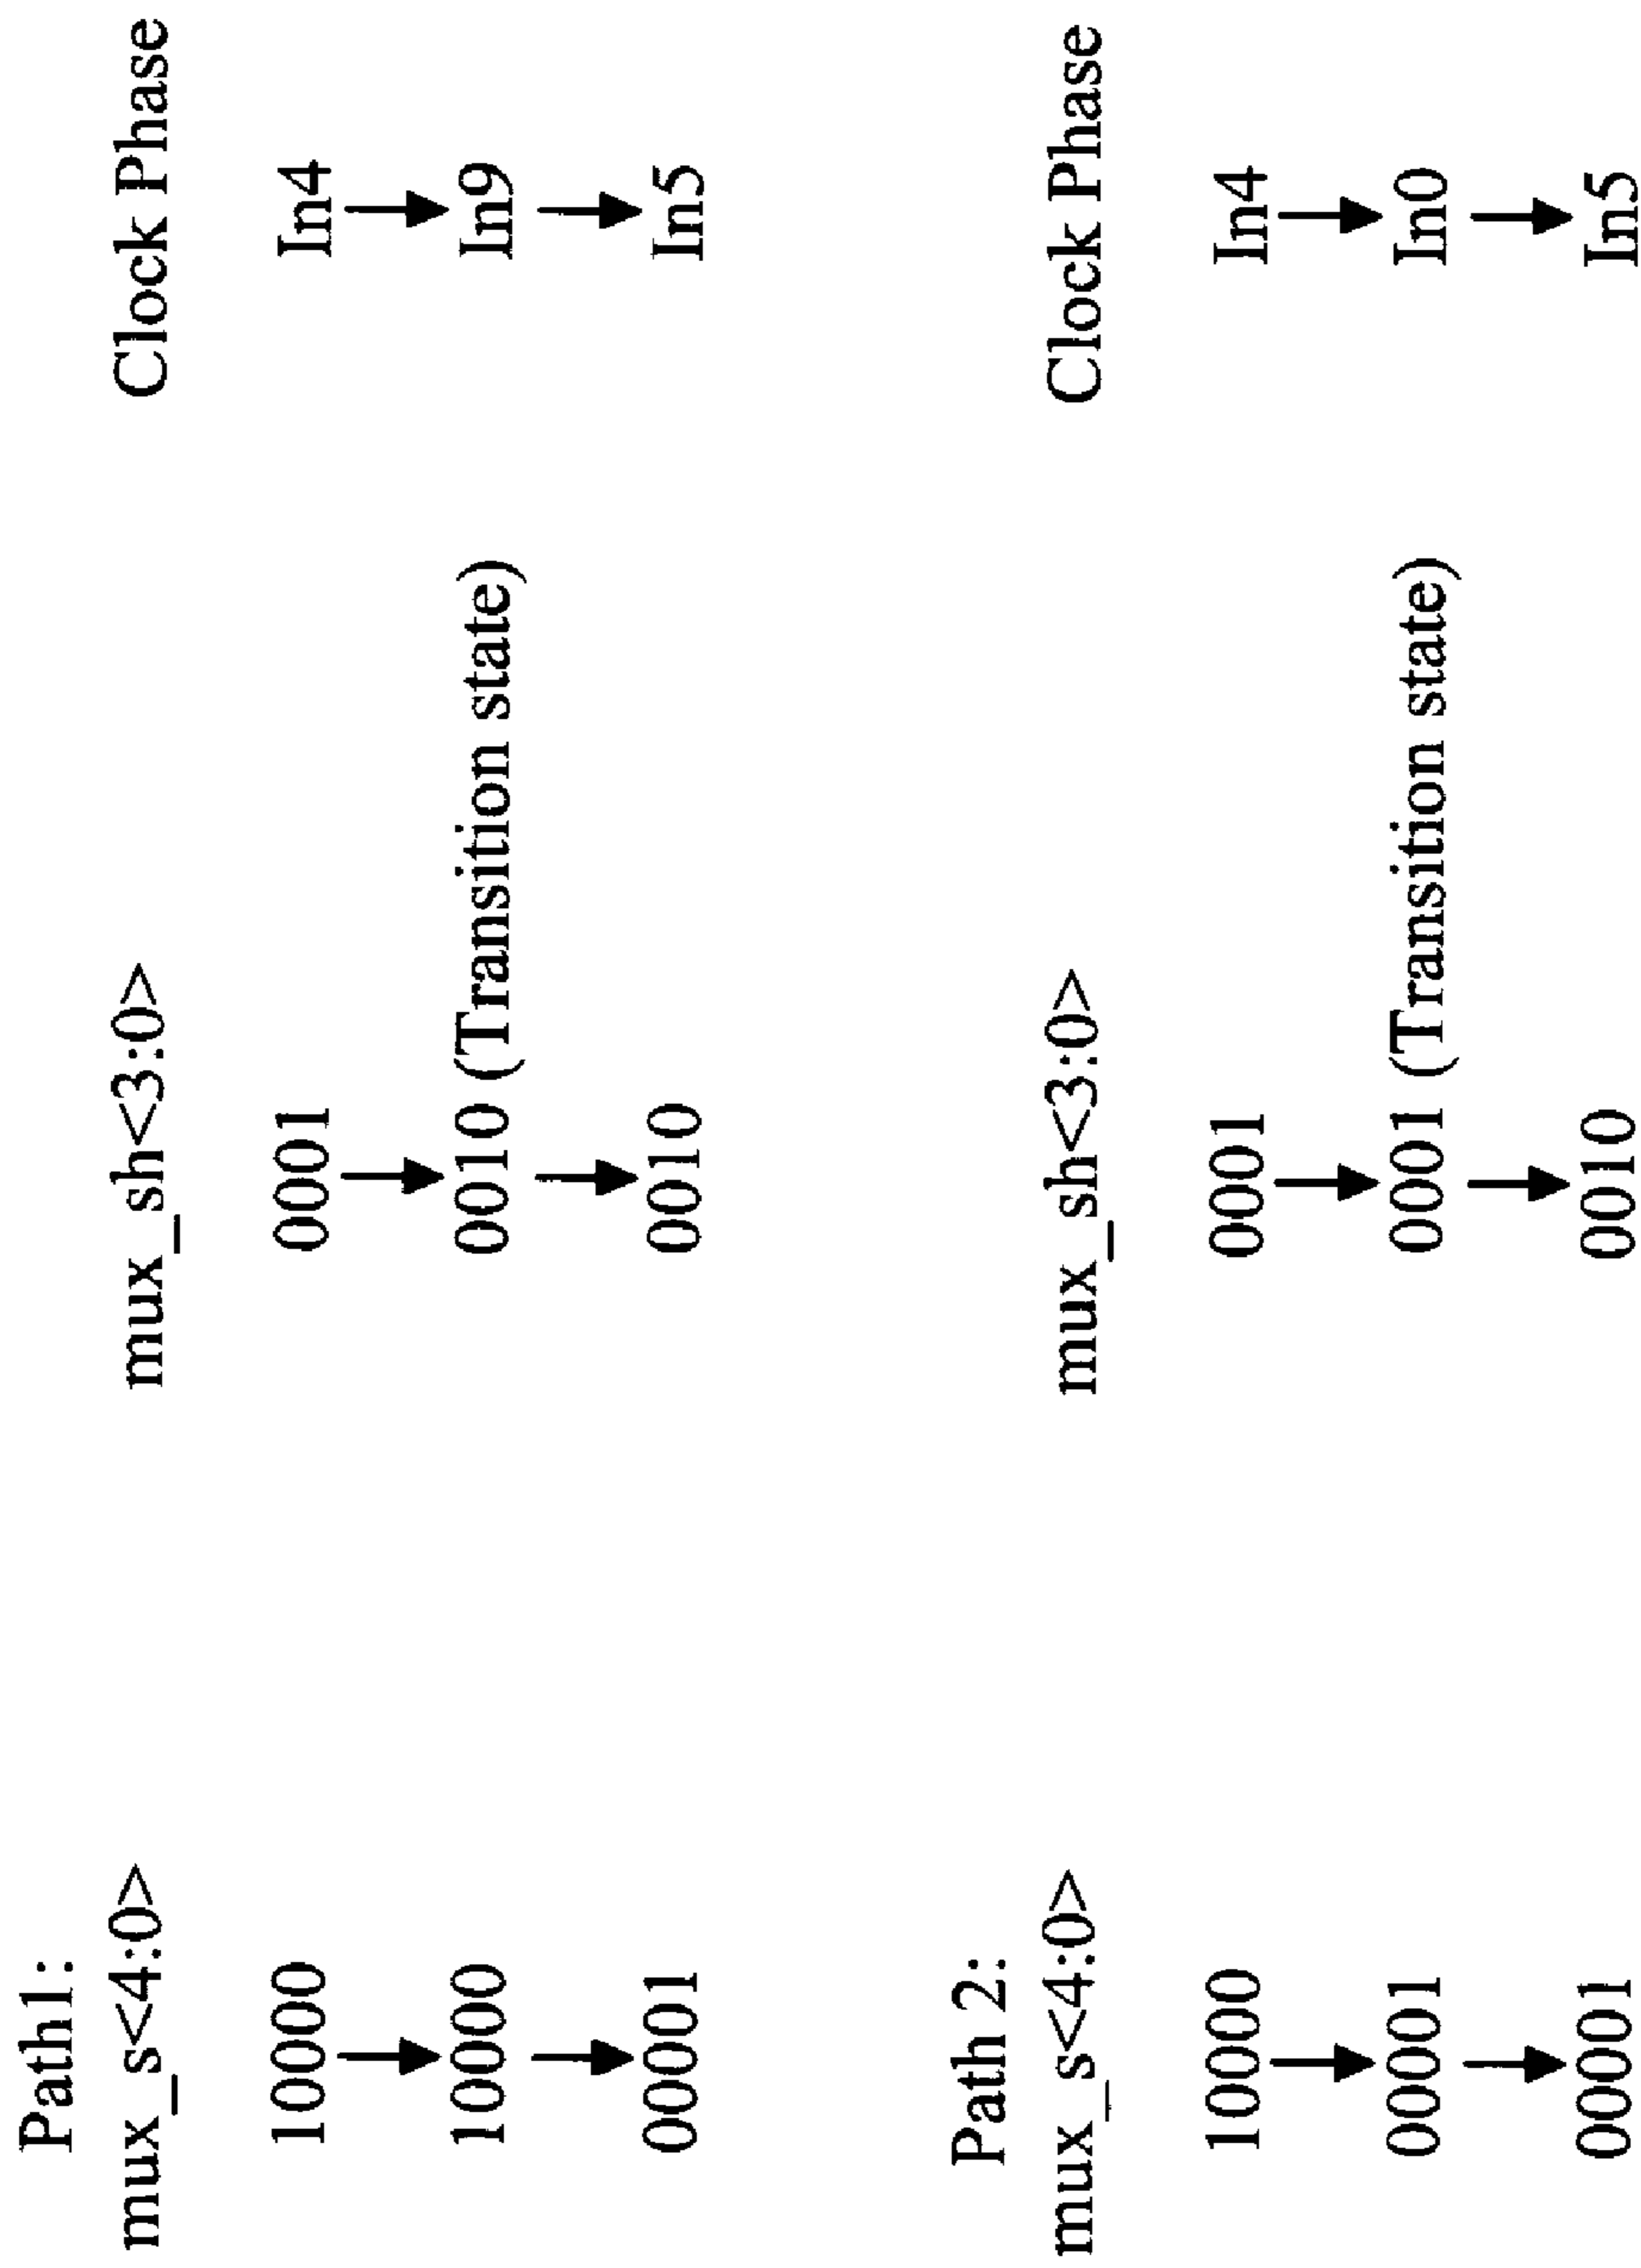 Path1:
mux_s<4:0> mux_sh<3:0> Clock Phase
10000 0001 In4
10000 0010 (Transition state) In9
00001 0010 In5
Path 2:
mux_s<4:0> mux_sh<3:0> Clock Phase
10000 0001 In4
00001 0001 (Transition state) In0
00001 0010 In5